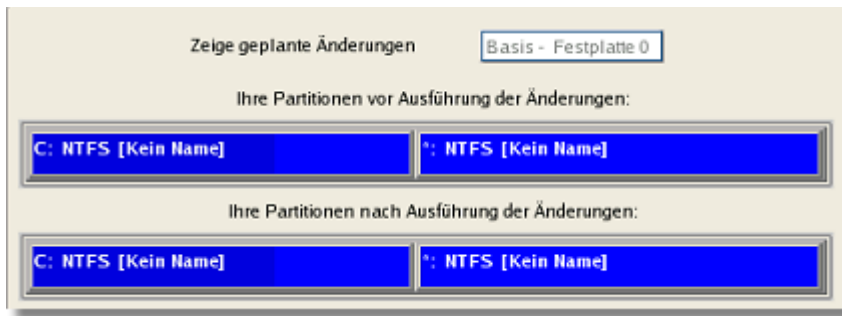 Zeige geplante Änderungen
Basis - Festplatte 0
Ihre Partitionen vor Ausführung der Änderungen:
C: NTFS [Kein Name]
*: NTFS [Kein Name]
Ihre Partitionen nach Ausführung der Änderungen:
C: NTFS [Kein Name]
*: NTFS [Kein Name]